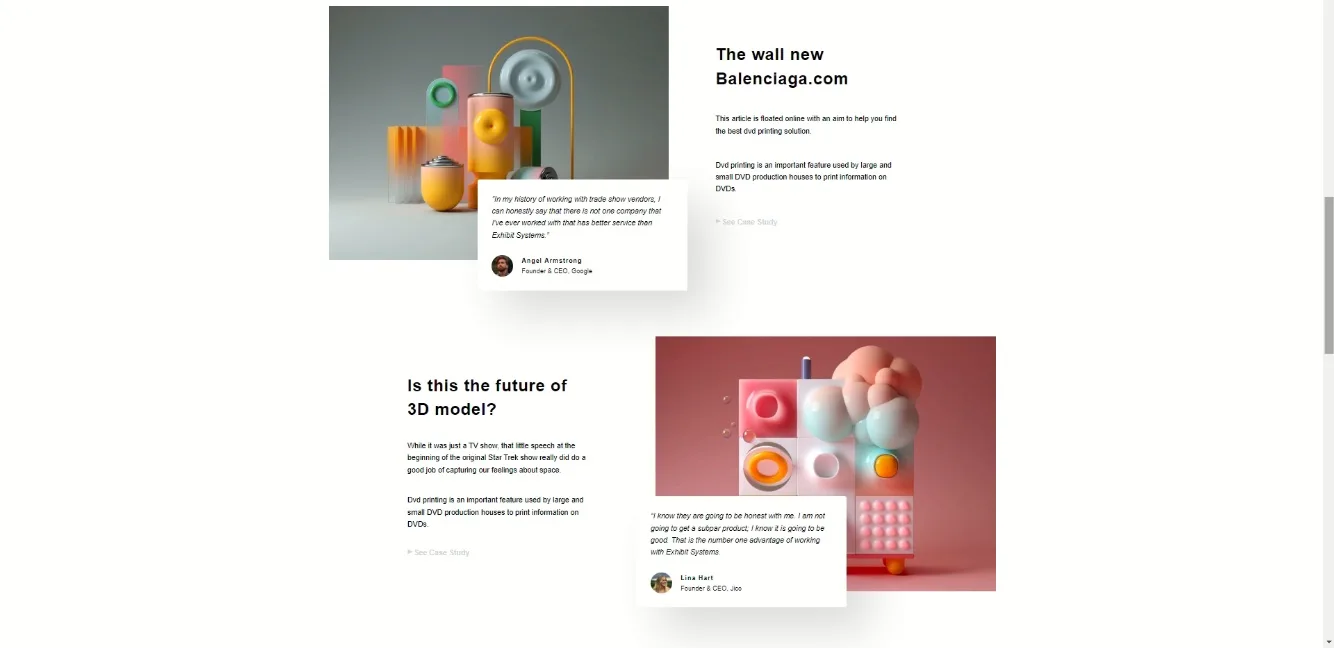 The wall new
Balenciaga.com
This article is floated online with an aim to help you find
the best dvd printing solution.
Dvd printing is an important feature used by large and
small DVD production houses to print information on
DVDs.
See Case Study
"In my history of working with trade show vendors, I
can honestly say that there is not one company that
I've ever worked with that has better service than
Exhibit Systems."
Angel Armstrong
Founder & CEO, Google
Is this the future of
3D model?
While it was just a TV show, that little speech at the
beginning of the original Star Trek show really did do a
good job of capturing our feelings about space.
Dvd printing is an important feature used by large and
small DVD production houses to print information on
DVDs.
See Case Study
"I know they are going to be honest with me. I am not
going to get a subpar product; I know it is going to be
good. That is the number one advantage of working
with Exhibit Systems.
Lina Hart
Founder & CEO, Jico